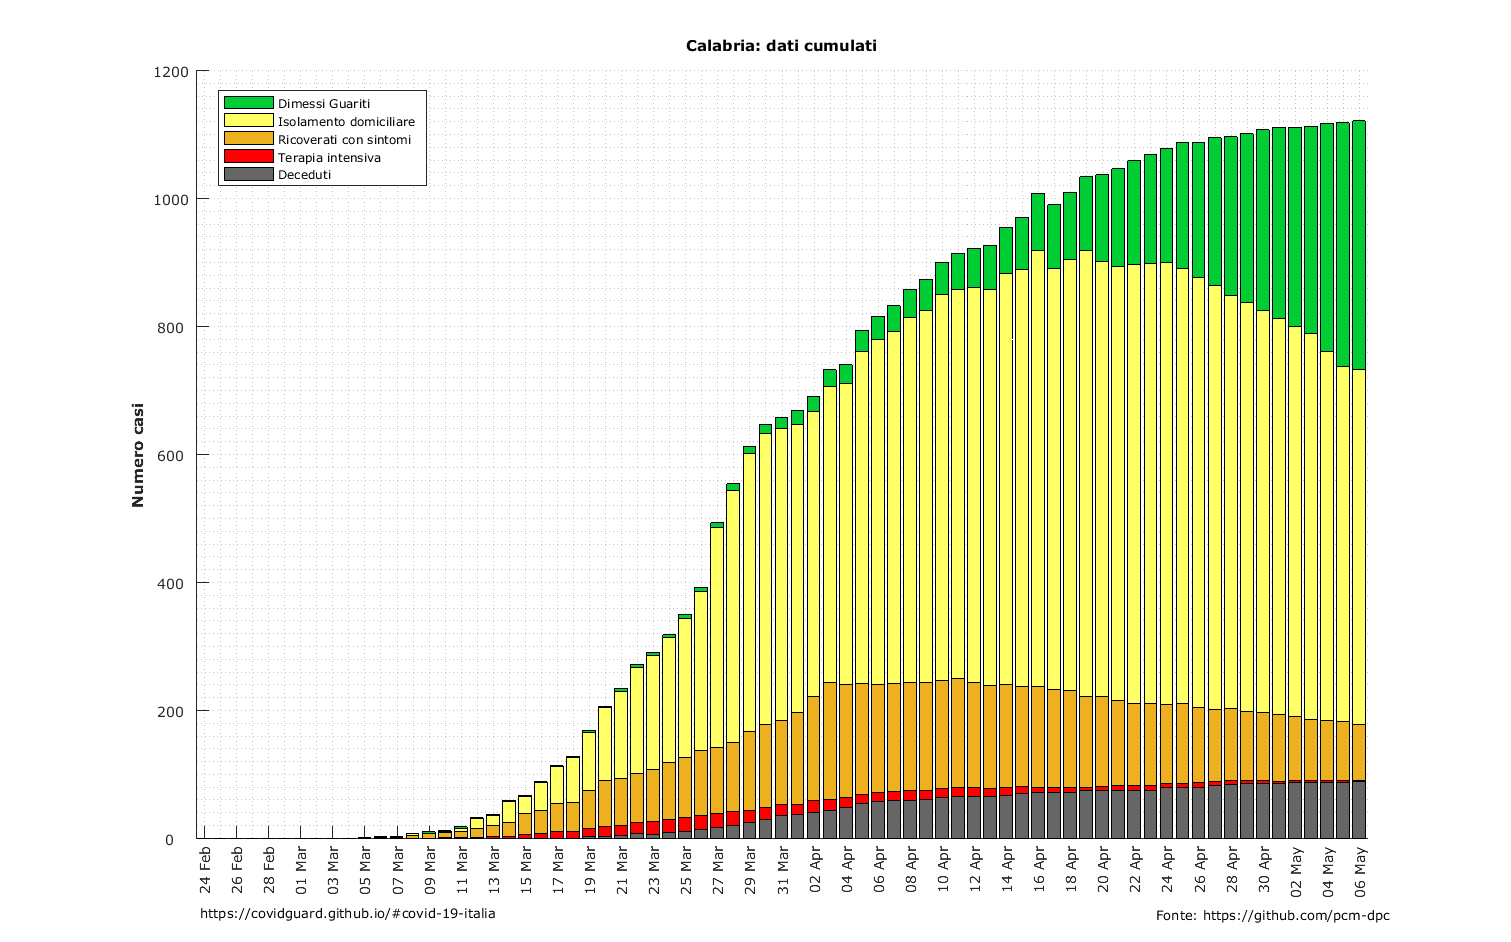 Calabria: dati cumulati
1200
1000
800
600
400
200
0
Numero casi
Dimessi Guariti
Isolamento domiciliare
Ricoverati con sintomi
Terapia intensiva
Deceduti
24 Feb
26 Feb
28 Feb
01 Mar
03 Mar
05 Mar
07 Mar
09 Mar
11 Mar
13 Mar
15 Mar
17 Mar
19 Mar
21 Mar
23 Mar
25 Mar
27 Mar
29 Mar
31 Mar
02 Apr
04 Apr
06 Apr
08 Apr
10 Apr
12 Apr
14 Apr
16 Apr
18 Apr
20 Apr
22 Apr
24 Apr
26 Apr
28 Apr
30 Apr
02 May
04 May
06 May
https://covidguard.github.io/#covid-19-italia
Fonte: https://github.com/pcm-dpc